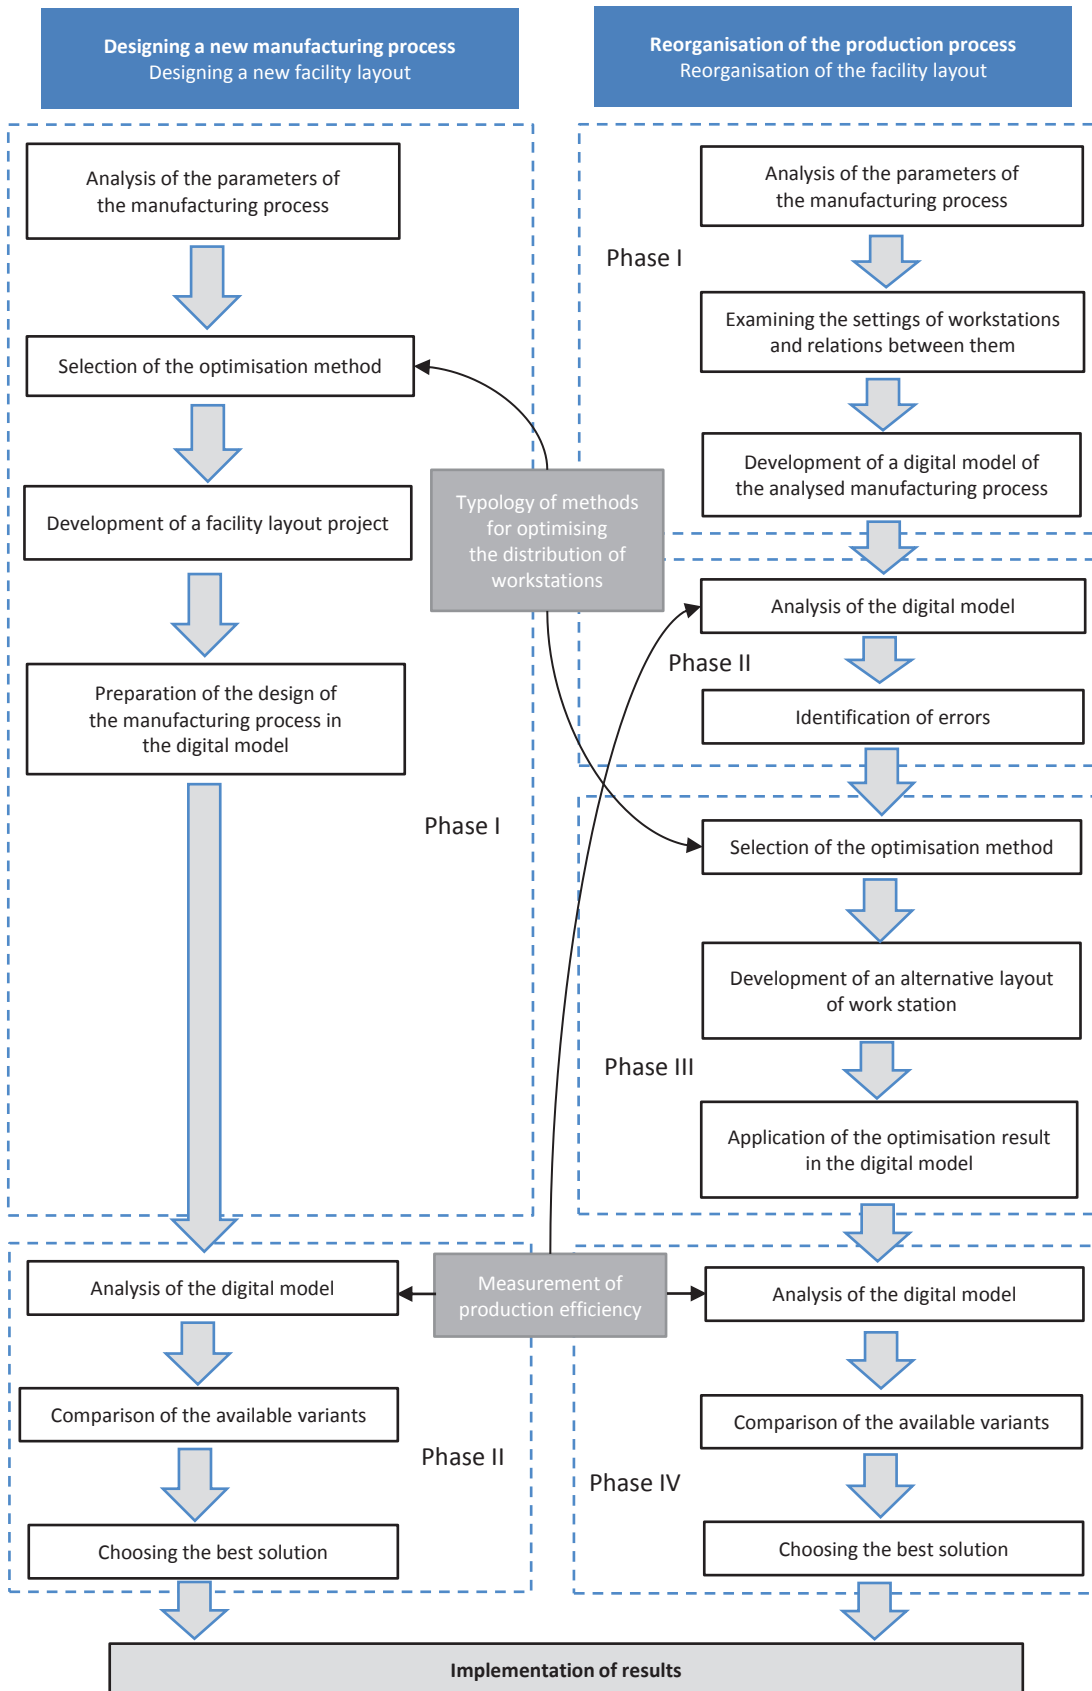 Designing a new manufacturing process
Designing a new facility layout
Reorganisation of the production process
Reorganisation of the facility layout
Analysis of the parameters of
the manufacturing process
Selection of the optimisation method
Development of a facility layout project
Preparation of the design of
the manufacturing process in
the digital model
Phase I
Analysis of the digital model
Comparison of the available variants
Phase II
Choosing the best solution
Typology of methods
for optimising
the distribution of
workstations
Measurement of
production efficiency
Analysis of the parameters of
the manufacturing process
Phase I
Examining the settings of workstations
and relations between them
Development of a digital model of
the analysed manufacturing process
Analysis of the digital model
Phase II
Identification of errors
Selection of the optimisation method
Development of an alternative layout
of work station
Phase III
Application of the optimisation result
in the digital model
Analysis of the digital model
Comparison of the available variants
Phase IV
Choosing the best solution
Implementation of results